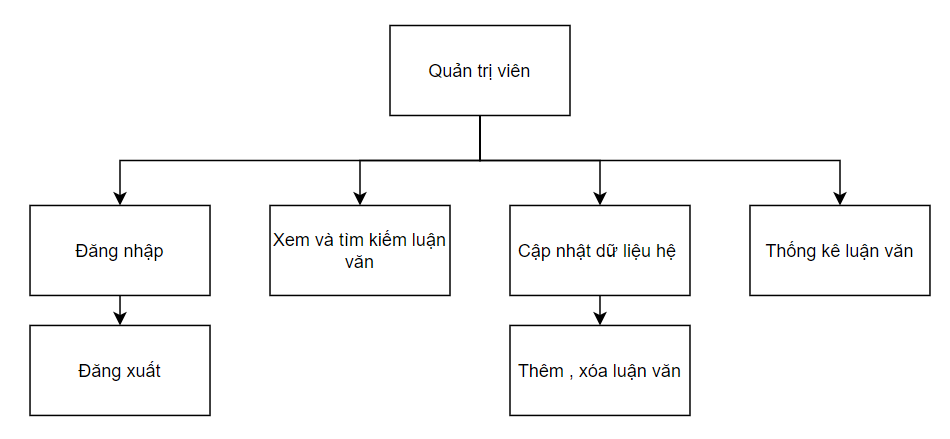 Quản trị viên
Đăng nhập
Xem và tìm kiếm luận
văn
Cập nhật dữ liệu hệ
Thống kê luận văn
Đăng xuất
Thêm , xóa luận văn